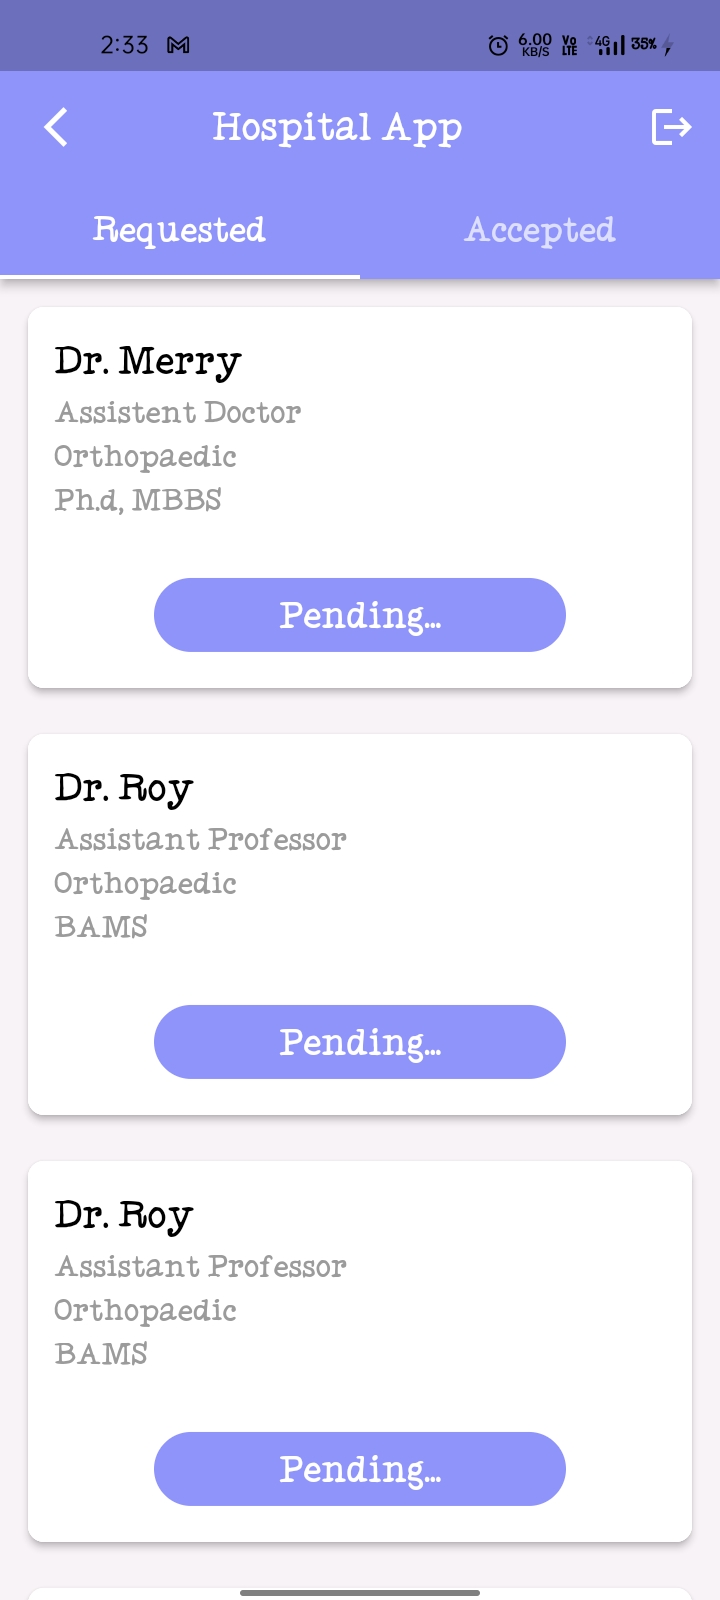 2:33 6.00 KB/S Vo LTE 4G 35%
Hospital App
Requested Accepted
Dr. Merry
Assistent Doctor
Orthopaedic
Ph.d, MBBS
Pending...
Dr. Roy
Assistant Professor
Orthopaedic
BAMS
Pending...
Dr. Roy
Assistant Professor
Orthopaedic
BAMS
Pending...